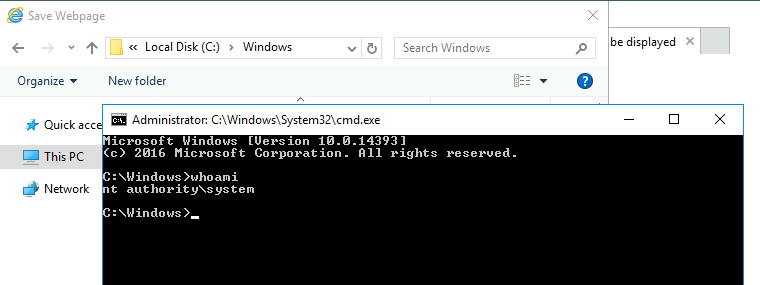 Save Webpage
« Local Disk (C:) > Windows
Search Windows
be displayed
Organize
New folder
?
Administrator: C:\Windows\System32\cmd.exe
C:\.
Quick acce
This PC
Network
Microsoft Windows [Version 10.0.14393]
(c) 2016 Microsoft Corporation. All rights reserved.
C:\Windows>whoami
nt authority\system
C:\Windows>_